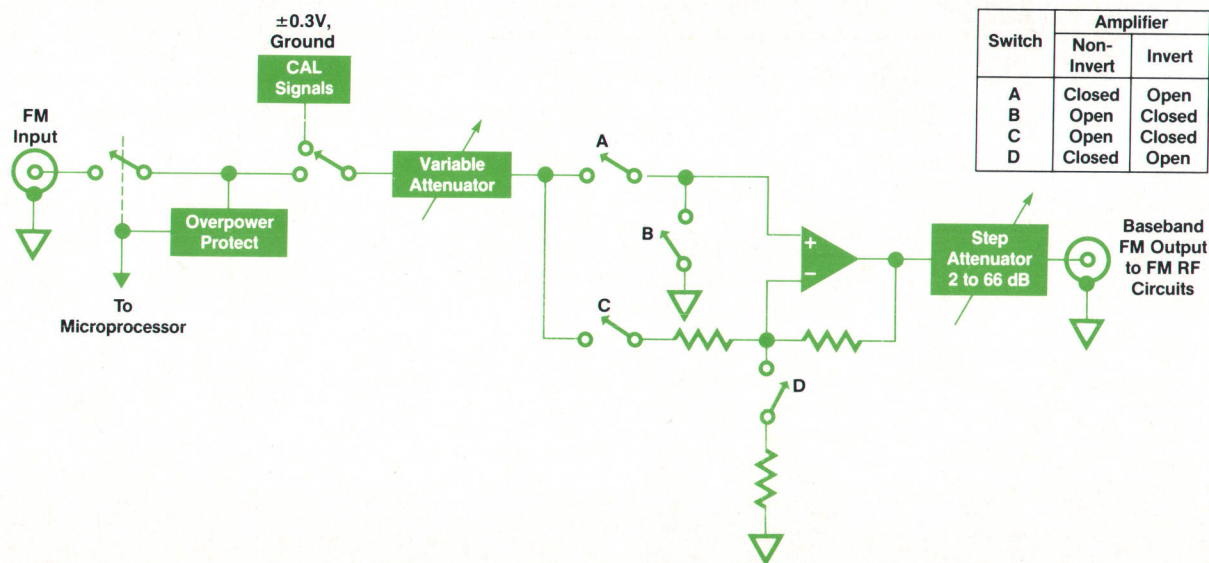 ±0.3V,
Ground
CAL
Signals
FM
Input
Overpower
Protect
To
Microprocessor
Variable
Attenuator
A
B
C
D
+
−
Step
Attenuator
2 to 66 dB
Baseband
FM Output
to FM RF
Circuits
Switch Amplifier
Non-Invert Invert
A Closed Open
B Open Closed
C Open Closed
D Closed Open